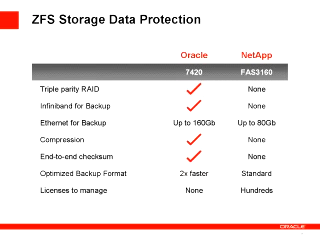 ZFS Storage Data Protection
Oracle NetApp
7420 FAS3160
Triple parity RAID None
Infiniband for Backup None
Ethernet for Backup Up to 160Gb Up to 80Gb
Compression None
End-to-end checksum None
Optimized Backup Format 2x faster Standard
Licenses to manage None Hundreds
ORACLE